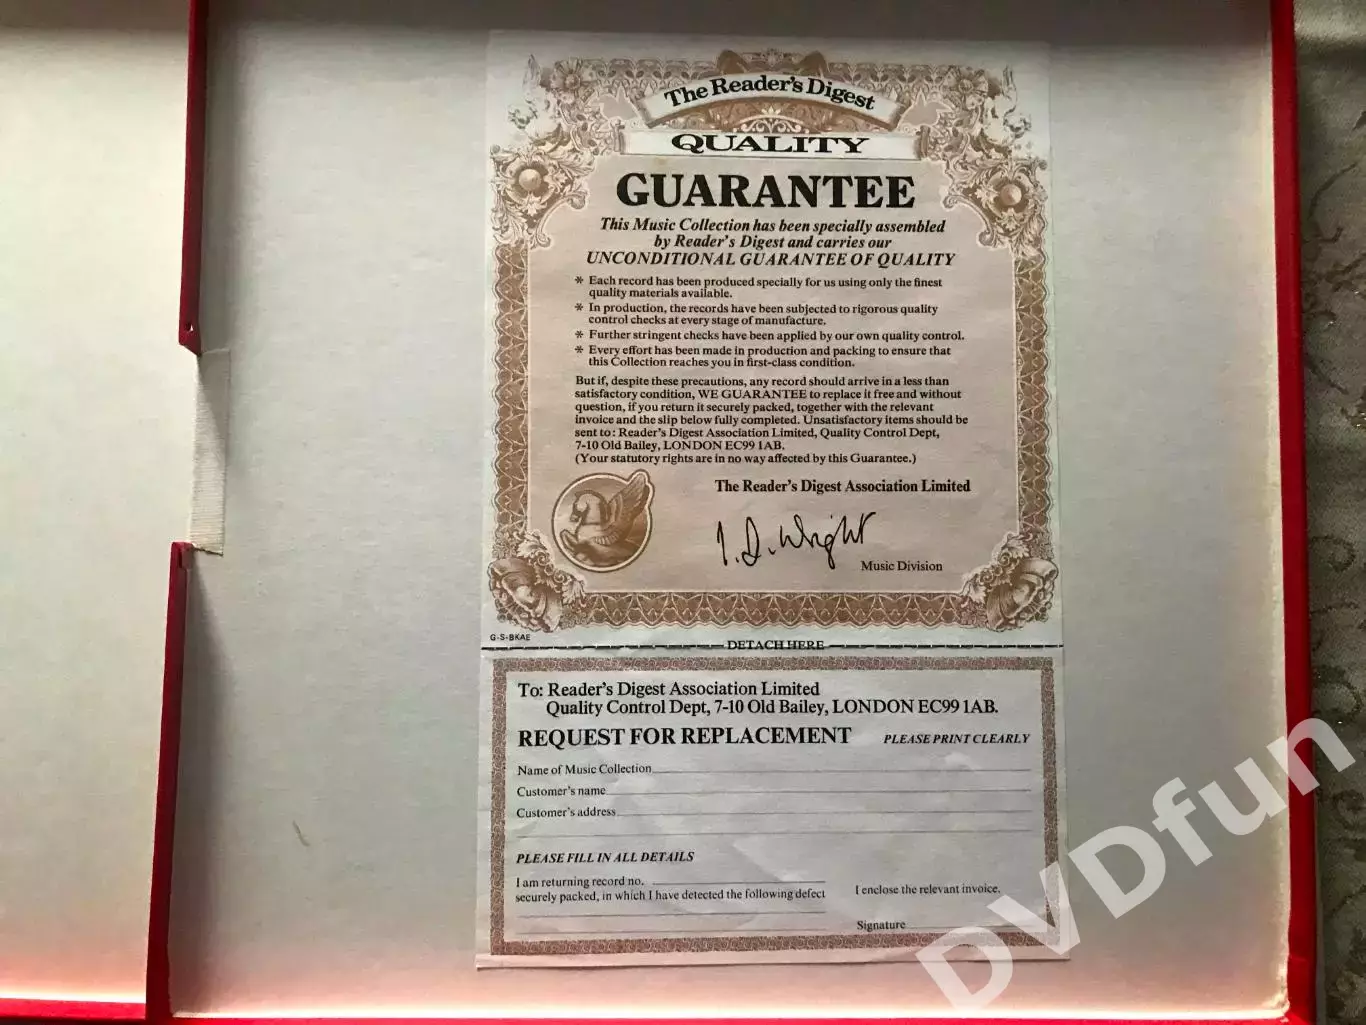 The Reader's Digest
QUALITY
GUARANTEE
This Music Collection has been specially assembled
by Reader's Digest and carries our
UNCONDITIONAL GUARANTEE OF QUALITY
* Each record has been produced specially for us using only the finest
quality materials available.
* In production, the records have been subjected to rigorous quality
control checks at every stage of manufacture.
* Further stringent checks have been applied by our own quality control.
* Every effort has been made in production and packing to ensure that
this Collection reaches you in first-class condition.
But if, despite these precautions, any record should arrive in a less than
satisfactory condition, WE GUARANTEE to replace it free and without
question, if you return it securely packed, together with the relevant
invoice and the slip below fully completed. Unsatisfactory items should be
sent to: Reader's Digest Association Limited, Quality Control Dept,
7-10 Old Bailey, LONDON EC99 1AB.
(Your statutory rights are in no way affected by this Guarantee.)
The Reader's Digest Association Limited
I. D. Wright
Music Division
G-S-BKAE
DETACH HERE
To: Reader's Digest Association Limited
Quality Control Dept, 7-10 Old Bailey, LONDON EC99 1AB.
REQUEST FOR REPLACEMENT PLEASE PRINT CLEARLY
Name of Music Collection
Customer's name
Customer's address
PLEASE FILL IN ALL DETAILS
I am returning record no.
securely packed, in which I have detected the following defect
I enclose the relevant invoice.
Signature
DVDfun